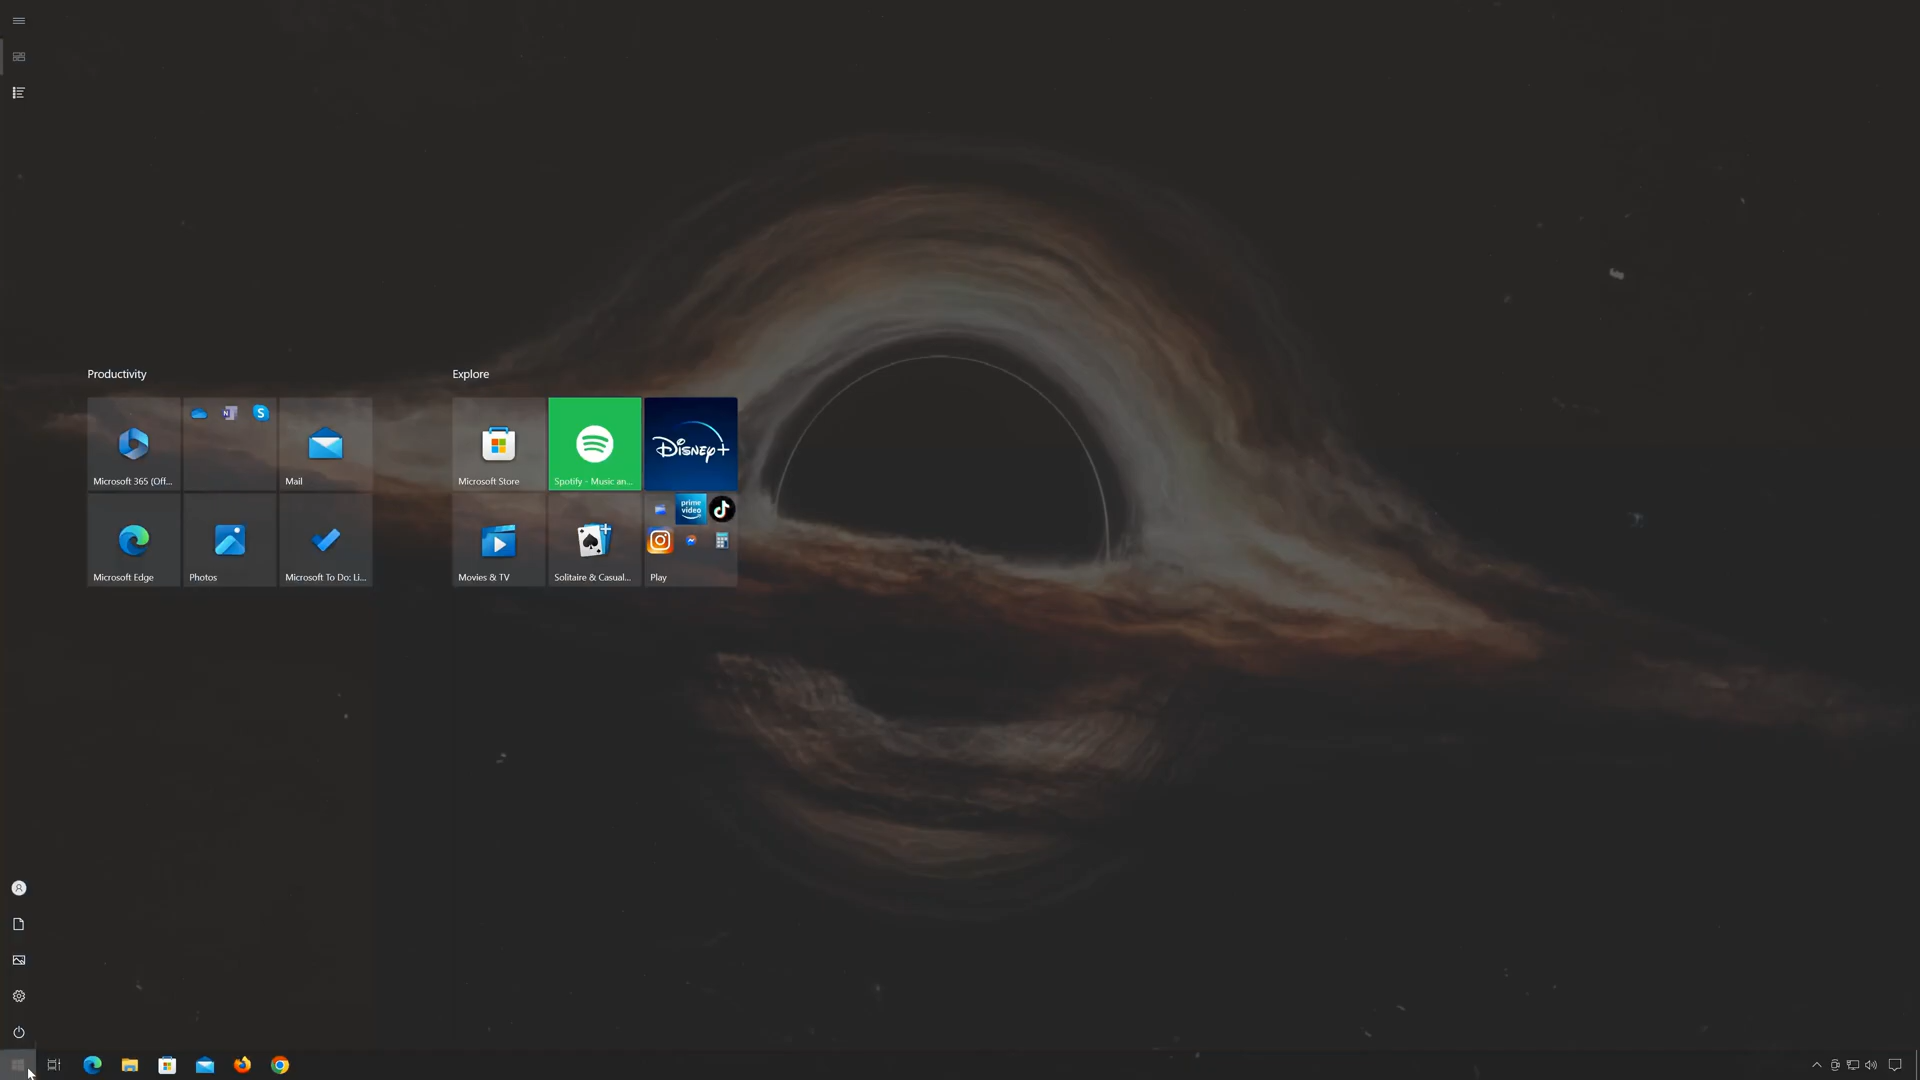 Productivity
Explore
Microsoft 365 (Off...
N
S
Mail
Microsoft Store
Spotify - Music an...
Disney+
prime video
Microsoft Edge
Photos
Microsoft To Do: Li...
Movies & TV
Solitaire & Casual...
Play